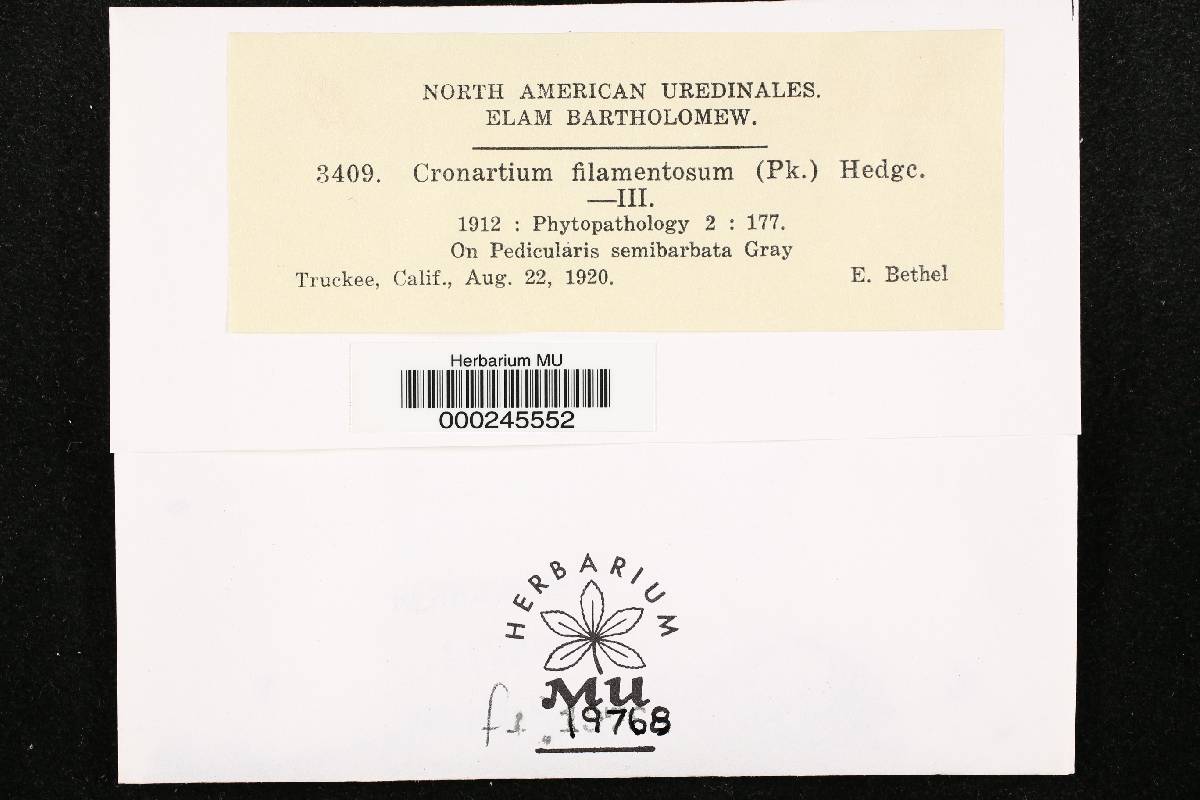 NORTH AMERICAN UREDINALES.
ELAM BARTHOLOMEW.
3409. Cronartium filamentosum (Pk.) Hedgc.
—III.
1912 : Phytopathology 2 : 177.
On Pedicularis semibarbata Gray
Truckee, Calif., Aug. 22, 1920. E. Bethel
Herbarium MU
000245552
HERBARIUM
MU
19768